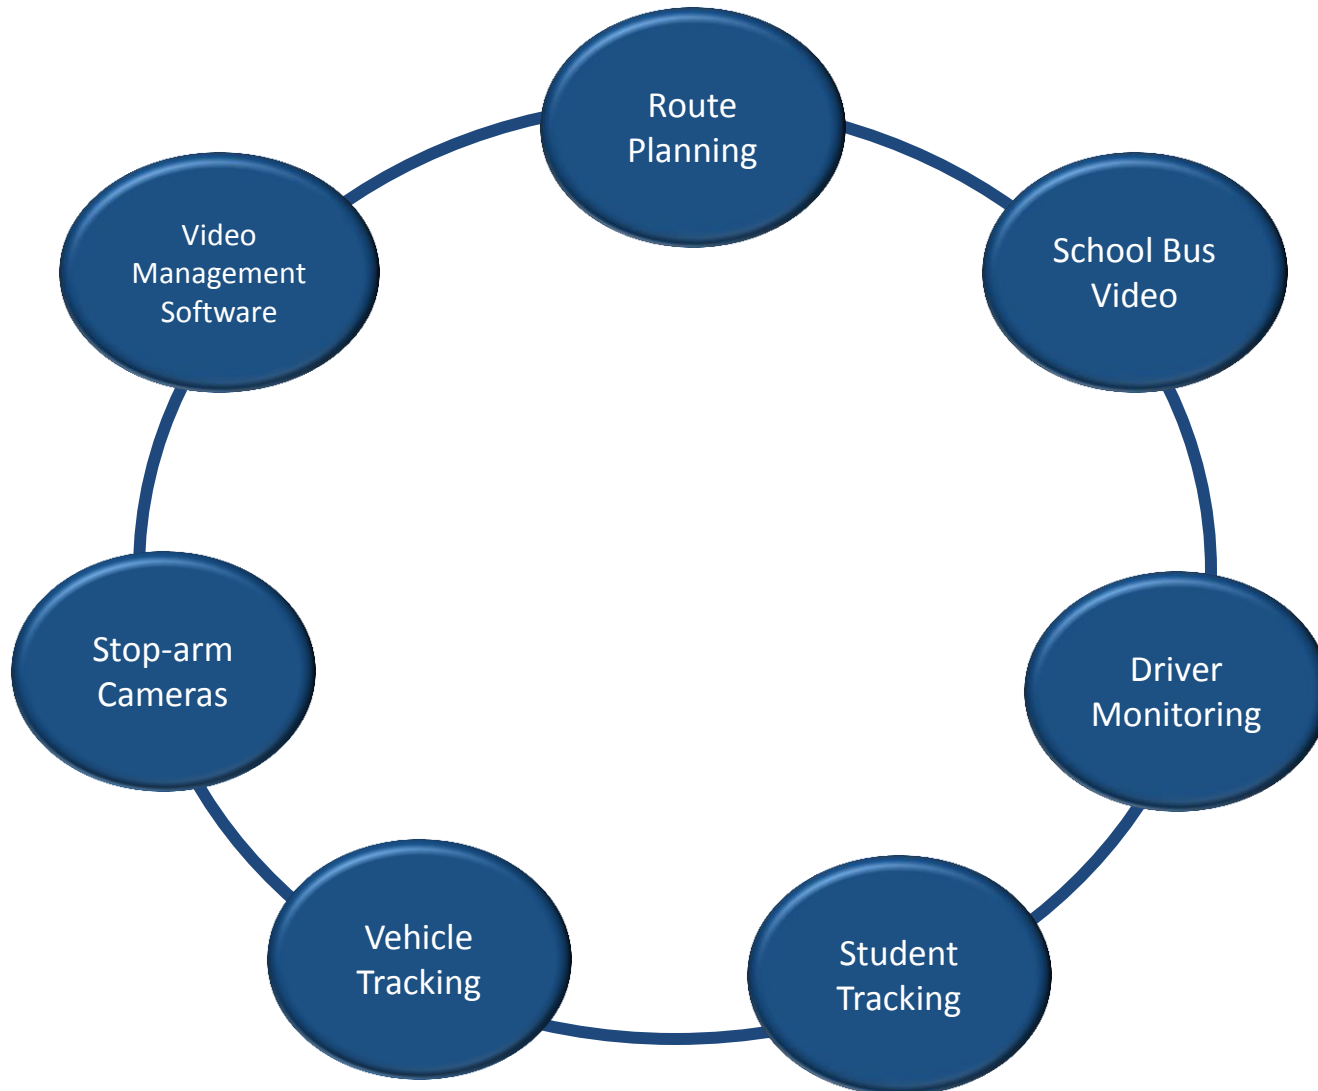 Route
Planning
School Bus
Video
Driver
Monitoring
Student
Tracking
Vehicle
Tracking
Stop-arm
Cameras
Video
Management
Software